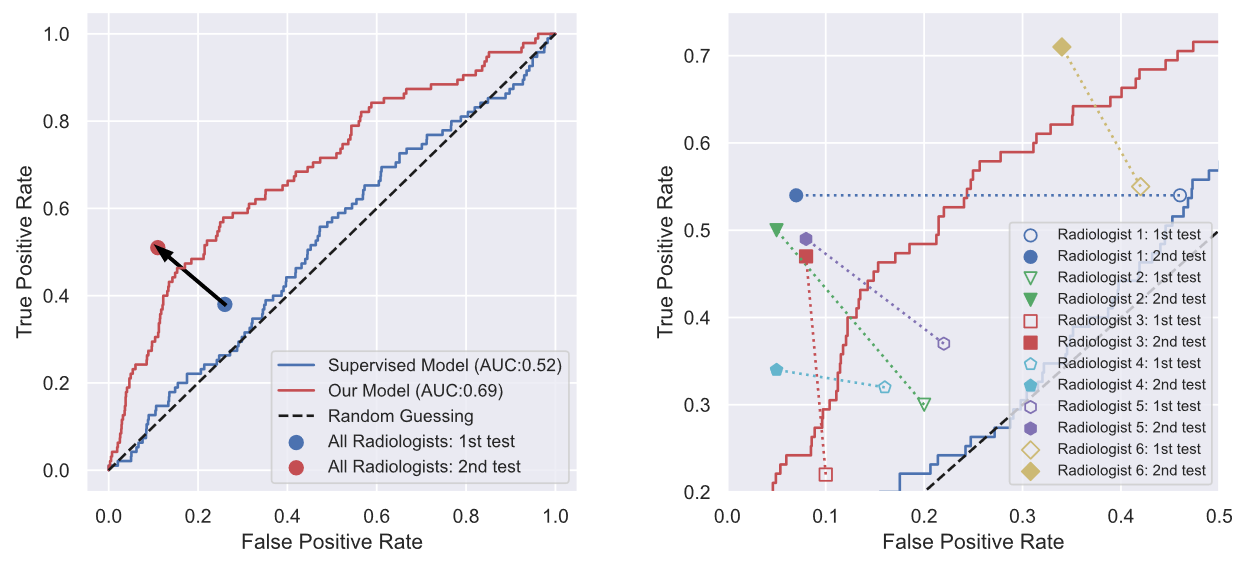 1.0
0.8
0.6
0.4
0.2
0.0
True Positive Rate
0.0 0.2 0.4 0.6 0.8 1.0
False Positive Rate
Supervised Model (AUC:0.52)
Our Model (AUC:0.69)
Random Guessing
All Radiologists: 1st test
All Radiologists: 2nd test
0.7
0.6
0.5
0.4
0.3
0.2
True Positive Rate
0.0 0.1 0.2 0.3 0.4 0.5
False Positive Rate
Radiologist 1: 1st test
Radiologist 1: 2nd test
Radiologist 2: 1st test
Radiologist 2: 2nd test
Radiologist 3: 1st test
Radiologist 3: 2nd test
Radiologist 4: 1st test
Radiologist 4: 2nd test
Radiologist 5: 1st test
Radiologist 5: 2nd test
Radiologist 6: 1st test
Radiologist 6: 2nd test